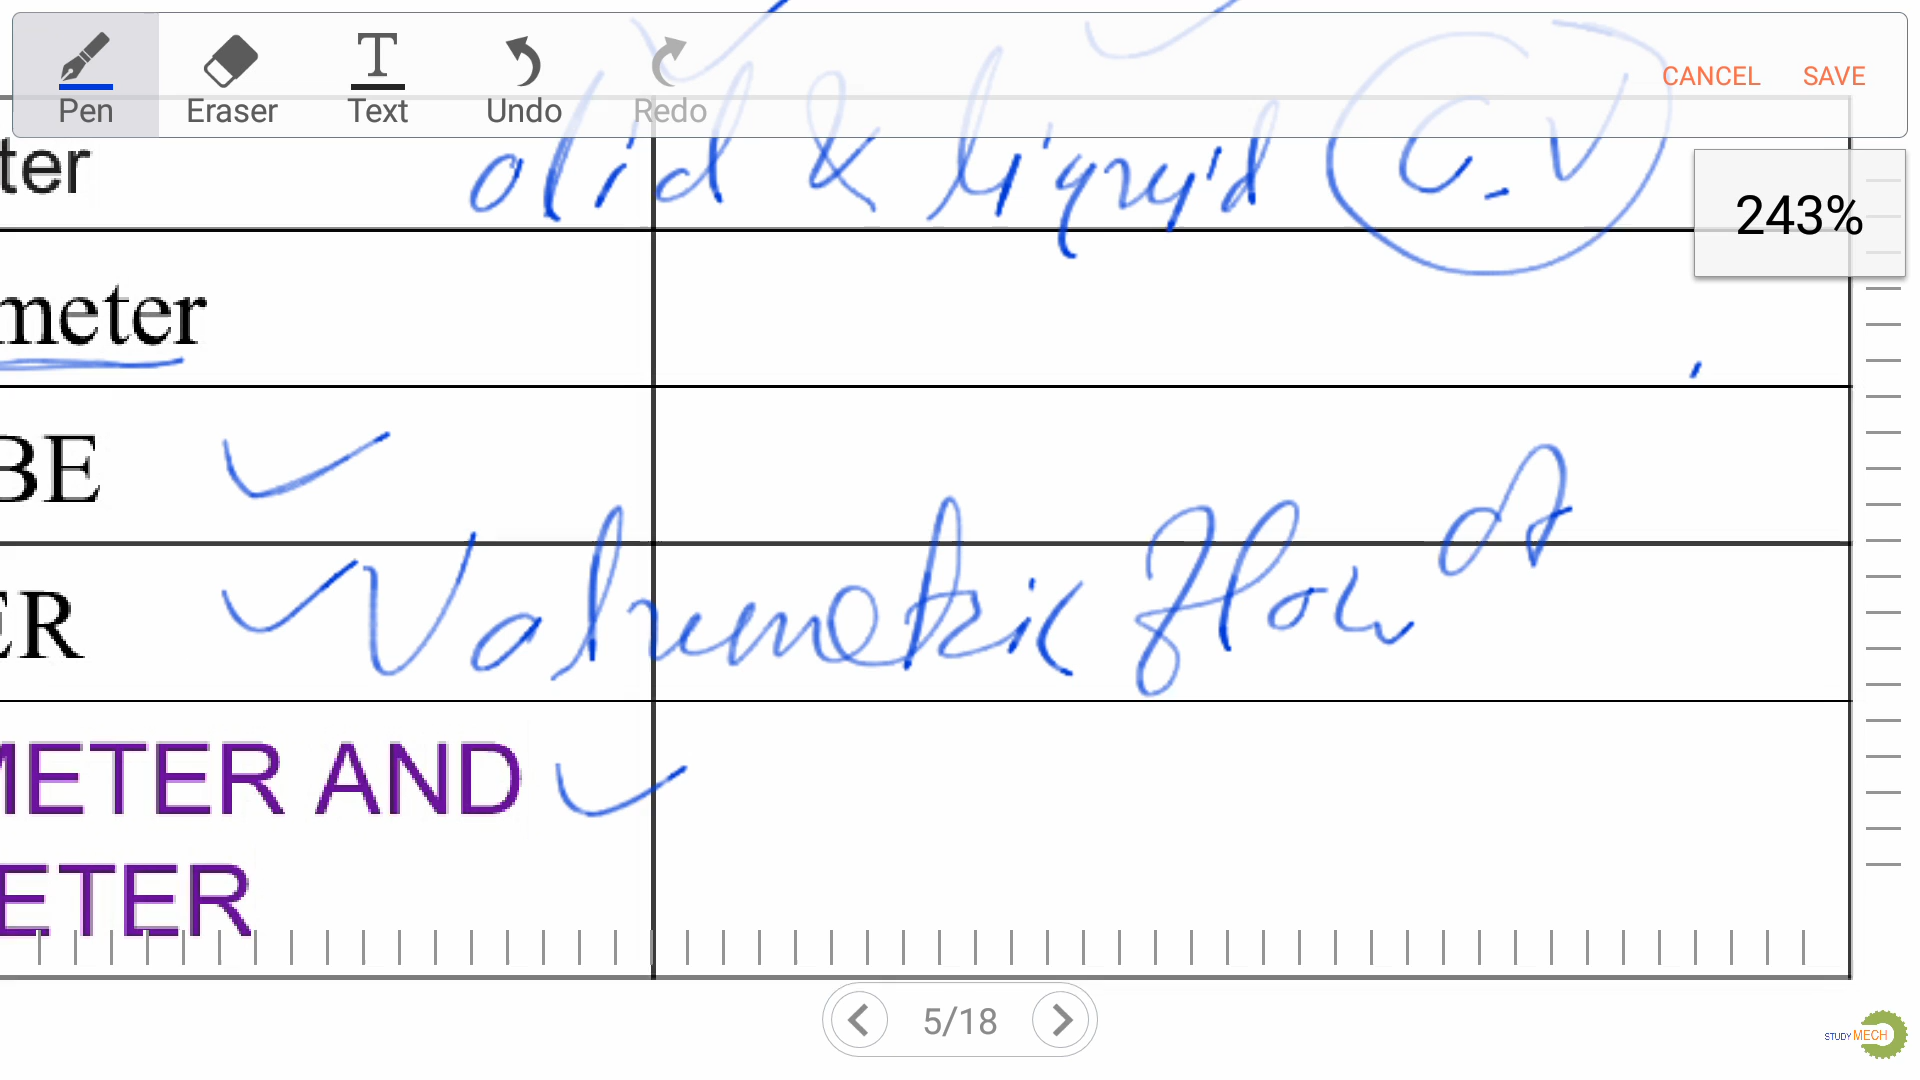 Pen Eraser Text Undo Redo CANCEL SAVE
ter olid & liquid C.V
243%
meter
BE
of
ER Volumetric flow
METER AND
ETER
5/18
STUDY MECH